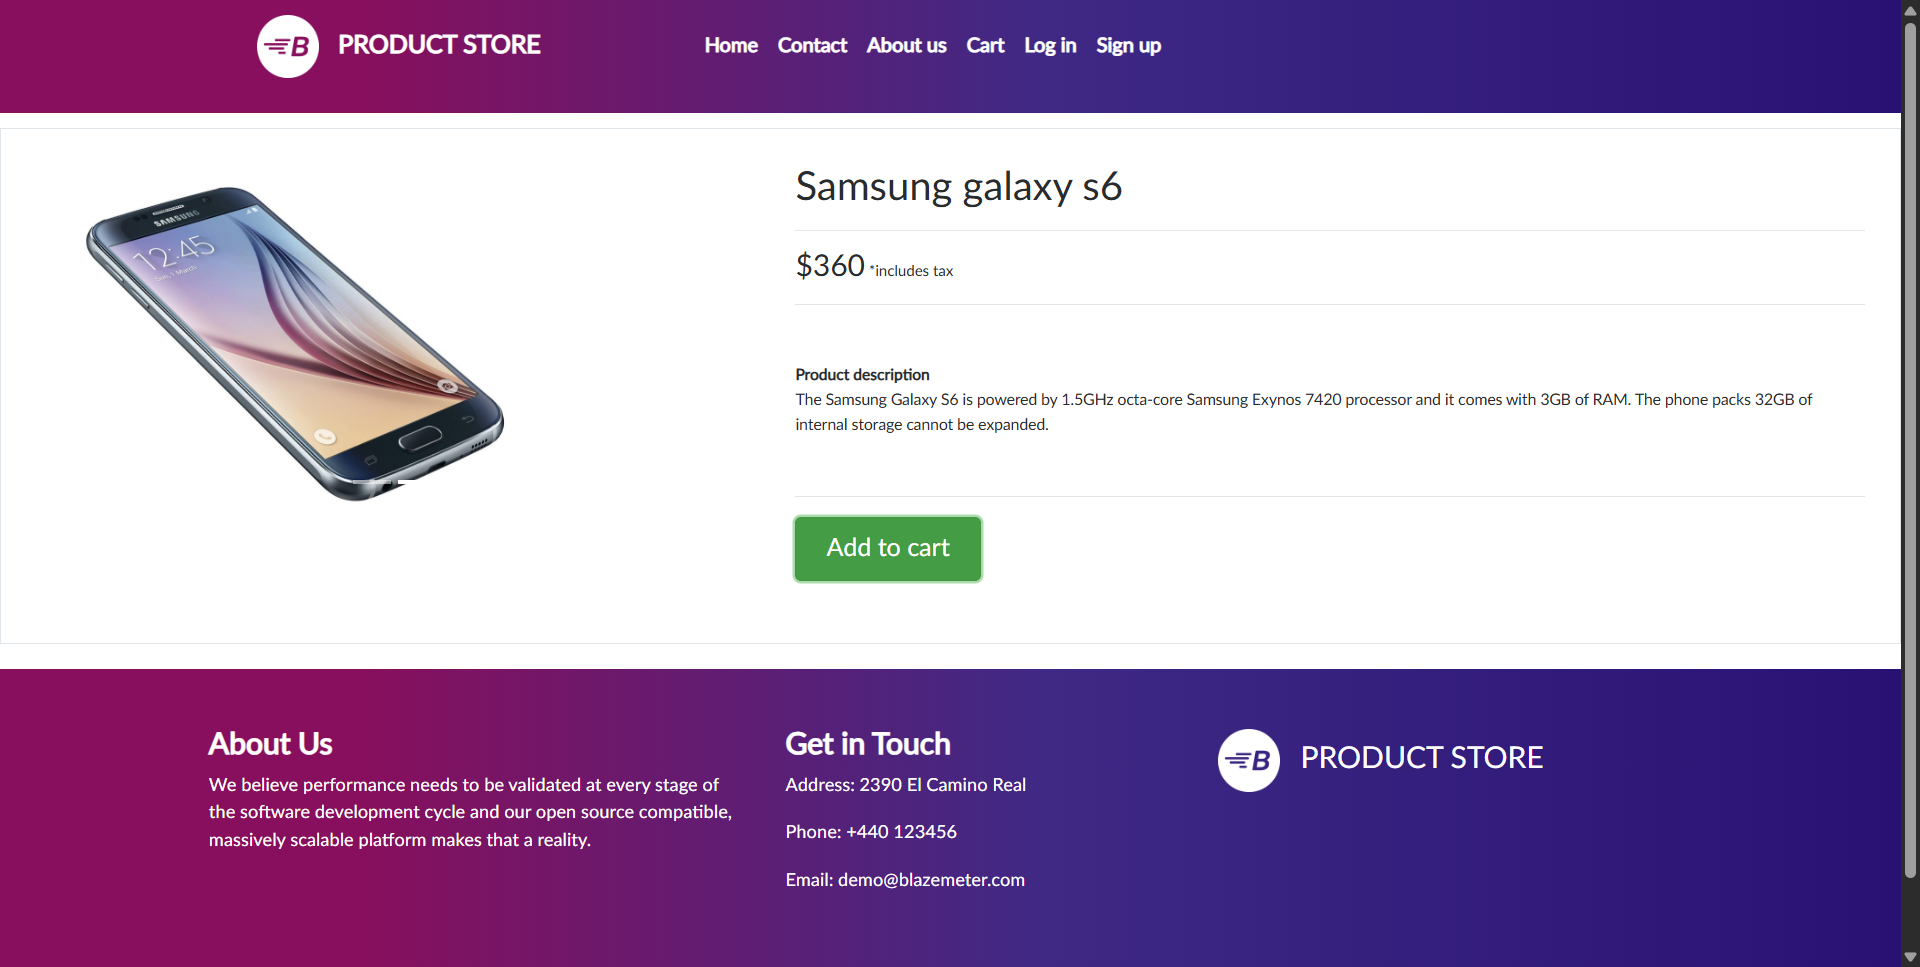 B PRODUCT STORE
Home Contact About us Cart Log in Sign up
SAMSUNG
12:45
Sun, 1 March
Samsung galaxy s6
$360 *includes tax
Product description
The Samsung Galaxy S6 is powered by 1.5GHz octa-core Samsung Exynos 7420 processor and it comes with 3GB of RAM. The phone packs 32GB of
internal storage cannot be expanded.
Add to cart
About Us
We believe performance needs to be validated at every stage of
the software development cycle and our open source compatible,
massively scalable platform makes that a reality.
Get in Touch
Address: 2390 El Camino Real
Phone: +440 123456
Email: demo@blazemeter.com
B PRODUCT STORE